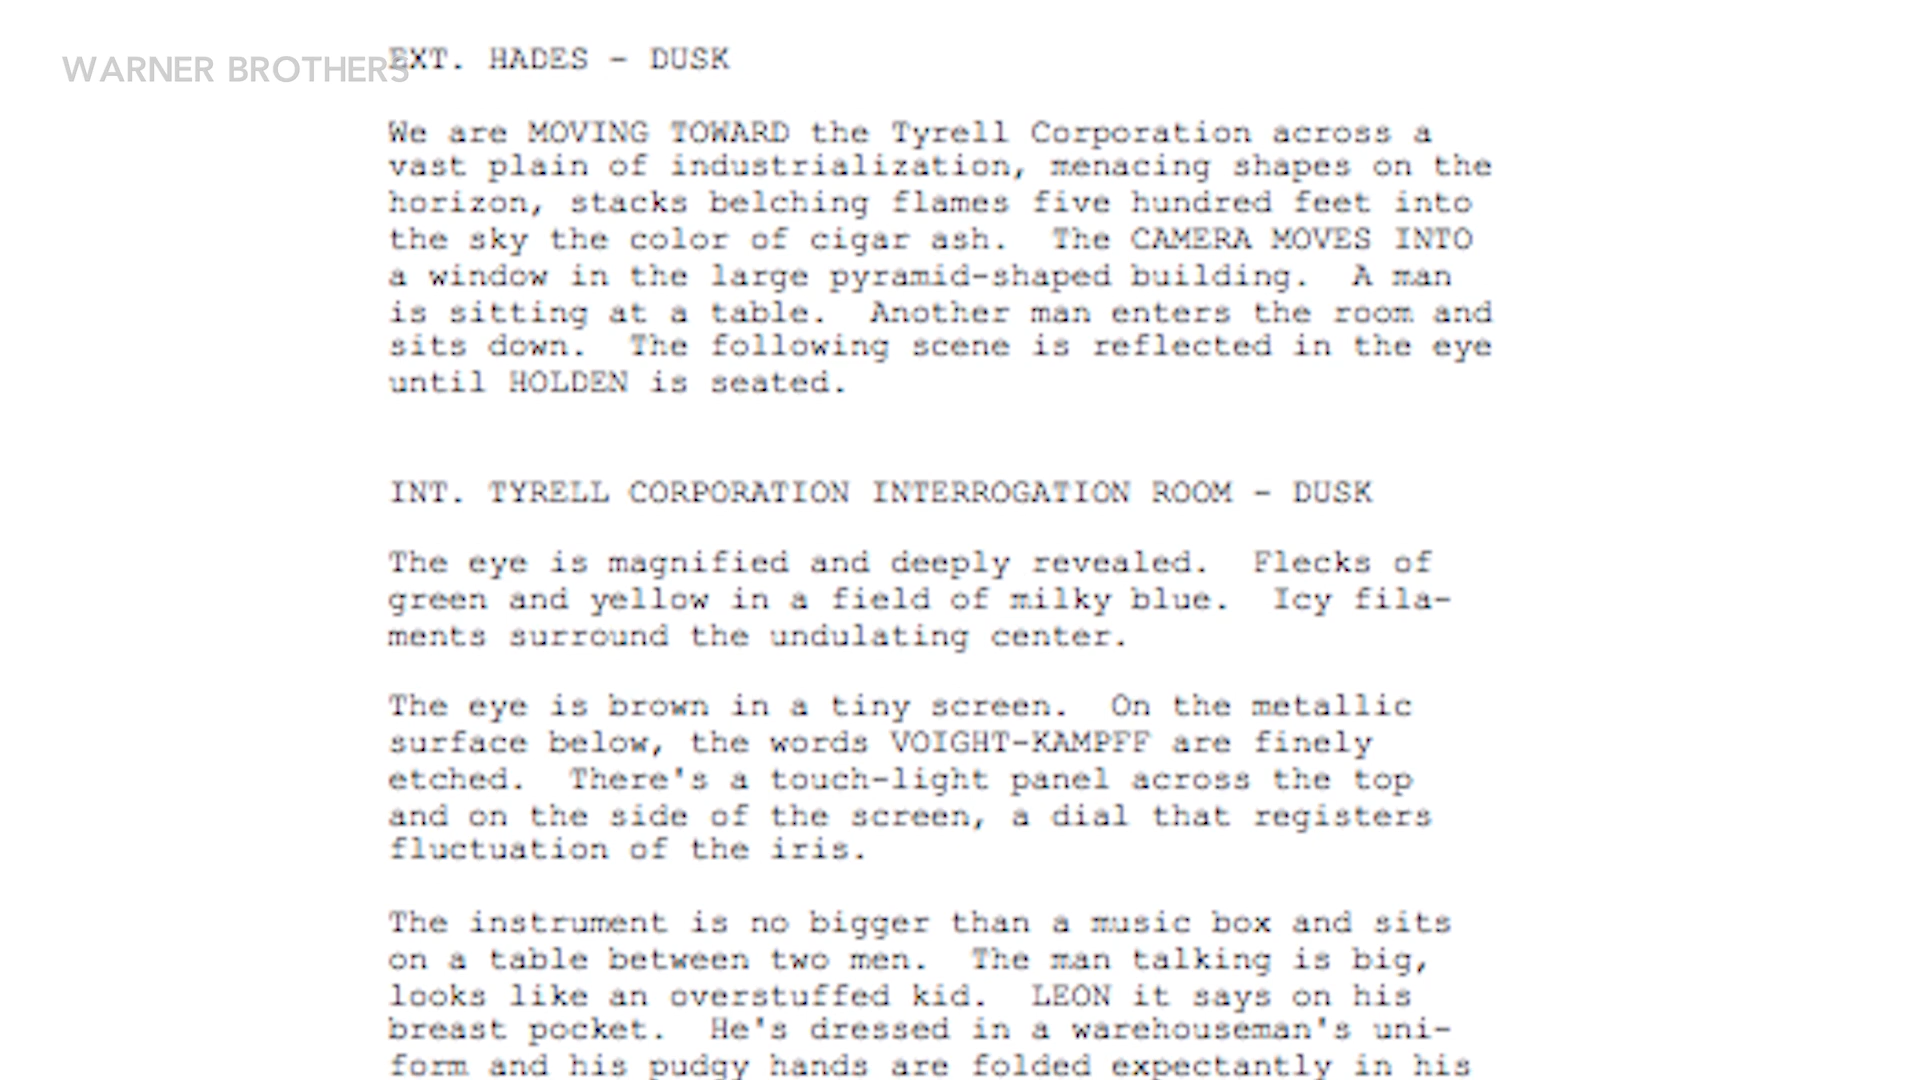 WARNER BROTHERS
EXT. HADES - DUSK
We are MOVING TOWARD the Tyrell Corporation across a
vast plain of industrialization, menacing shapes on the
horizon, stacks belching flames five hundred feet into
the sky the color of cigar ash.  The CAMERA MOVES INTO
a window in the large pyramid-shaped building.  A man
is sitting at a table.  Another man enters the room and
sits down.  The following scene is reflected in the eye
until HOLDEN is seated.
INT. TYRELL CORPORATION INTERROGATION ROOM - DUSK
The eye is magnified and deeply revealed.  Flecks of
green and yellow in a field of milky blue.  Icy fila-
ments surround the undulating center.
The eye is brown in a tiny screen.  On the metallic
surface below, the words VOIGHT-KAMPFF are finely
etched.  There's a touch-light panel across the top
and on the side of the screen, a dial that registers
fluctuation of the iris.
The instrument is no bigger than a music box and sits
on a table between two men.  The man talking is big,
looks like an overstuffed kid.  LEON it says on his
breast pocket.  He's dressed in a warehouseman's uni-
form and his pudgy hands are folded expectantly in his